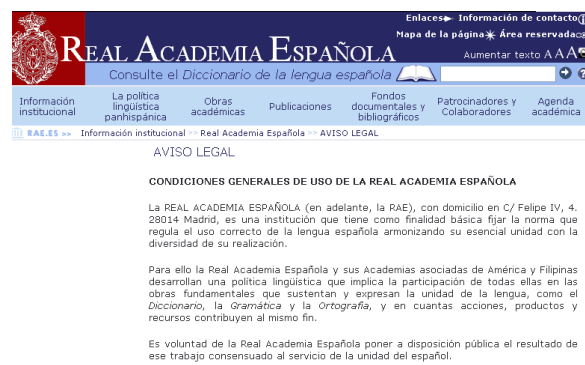 Enlaces Información de contacto
Mapa de la página Área reservada
REAL ACADEMIA ESPAÑOLA
Aumentar texto A A A
Consulte el Diccionario de la lengua española
Información institucional
La política lingüística panhispánica
Obras académicas
Publicaciones
Fondos documentales y bibliográficos
Patrocinadores y Colaboradores
Agenda académica
RAE.ES >> Información institucional >> Real Academia Española >> AVISO LEGAL
AVISO LEGAL
CONDICIONES GENERALES DE USO DE LA REAL ACADEMIA ESPAÑOLA
La REAL ACADEMIA ESPAÑOLA (en adelante, la RAE), con domicilio en C/ Felipe IV, 4.
28014 Madrid, es una institución que tiene como finalidad básica fijar la norma que
regula el uso correcto de la lengua española armonizando su esencial unidad con la
diversidad de su realización.
Para ello la Real Academia Española y sus Academias asociadas de América y Filipinas
desarrollan una política lingüística que implica la participación de todas ellas en las
obras fundamentales que sustentan y expresan la unidad de la lengua, como el
Diccionario, la Gramática y la Ortografía, y en cuantas acciones, productos y
recursos contribuyen al mismo fin.
Es voluntad de la Real Academia Española poner a disposición pública el resultado de
ese trabajo consensuado al servicio de la unidad del español.